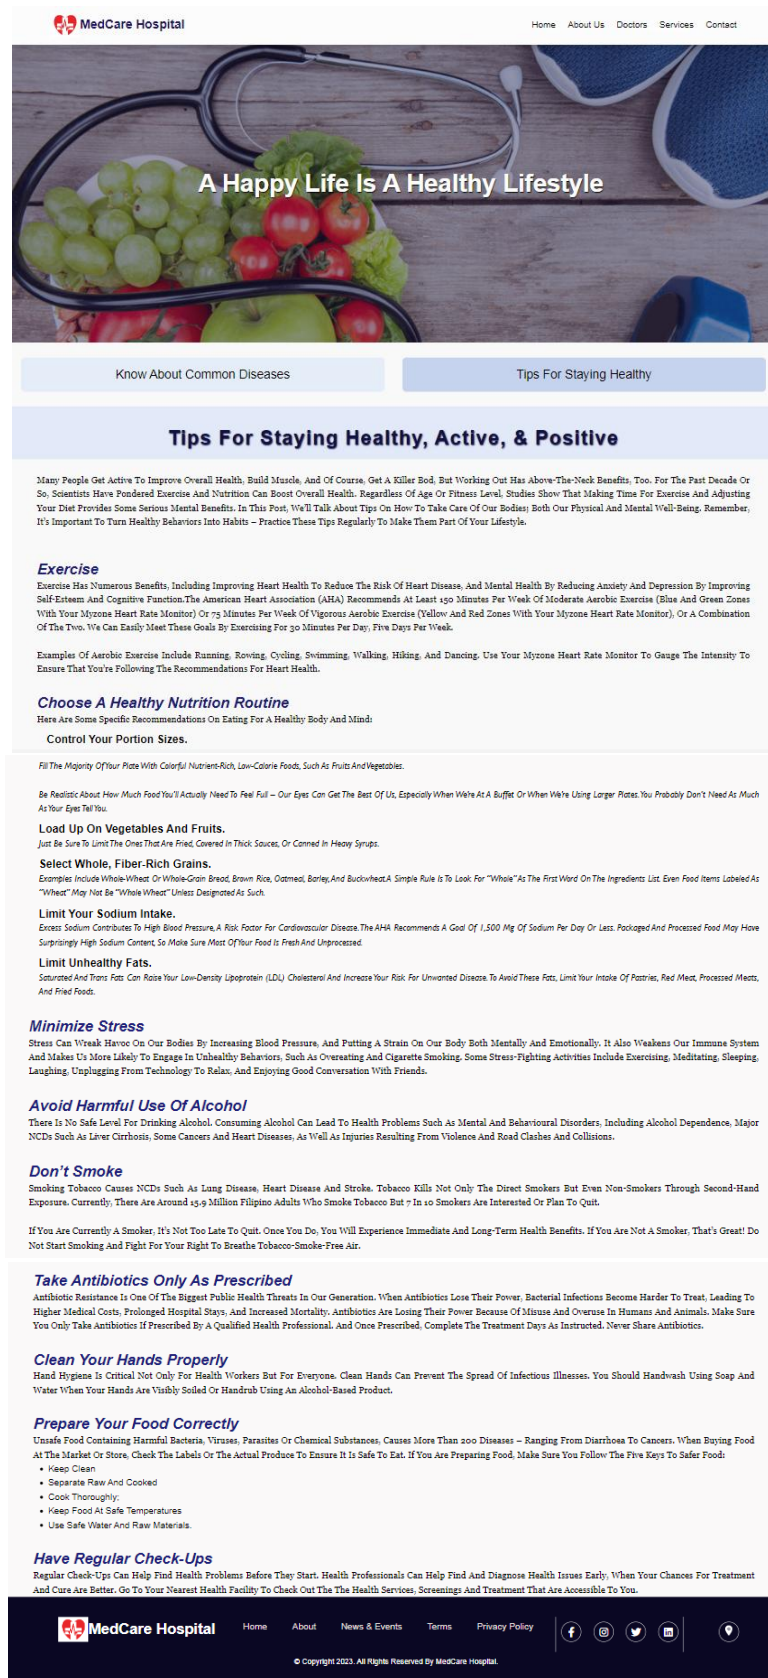 MedCare Hospital
Home About Us Doctors Services Contact
A Happy Life Is A Healthy Lifestyle
Know About Common Diseases
Tips For Staying Healthy
Tips For Staying Healthy, Active, & Positive
Many People Get Active To Improve Overall Health, Build Muscle, And Of Course, Get A Killer Bod, But Working Out Has Above-The-Neck Benefits, Too. For The Past Decade Or
So, Scientists Have Pondered Exercise And Nutrition Can Boost Overall Health. Regardless Of Age Or Fitness Level, Studies Show That Making Time For Exercise And Adjusting
Your Diet Provides Some Serious Mental Benefits. In This Post, We'll Talk About Tips On How To Take Care Of Our Bodies; Both Our Physical And Mental Well-Being. Remember,
It's Important To Turn Healthy Behaviors Into Habits – Practice These Tips Regularly To Make Them Part Of Your Lifestyle.
Exercise
Exercise Has Numerous Benefits, Including Improving Heart Health To Reduce The Risk Of Heart Disease, And Mental Health By Reducing Anxiety And Depression By Improving
Self-Esteem And Cognitive Function.The American Heart Association (AHA) Recommends At Least 150 Minutes Per Week Of Moderate Aerobic Exercise (Blue And Green Zones
With Your Myzone Heart Rate Monitor) Or 75 Minutes Per Week Of Vigorous Aerobic Exercise (Yellow And Red Zones With Your Myzone Heart Rate Monitor), Or A Combination
Of The Two. We Can Easily Meet These Goals By Exercising For 30 Minutes Per Day, Five Days Per Week.
Examples Of Aerobic Exercise Include Running, Rowing, Cycling, Swimming, Walking, Hiking, And Dancing. Use Your Myzone Heart Rate Monitor To Gauge The Intensity To
Ensure That You're Following The Recommendations For Heart Health.
Choose A Healthy Nutrition Routine
Here Are Some Specific Recommendations On Eating For A Healthy Body And Mind:
Control Your Portion Sizes.
Fill The Majority Of Your Plate With Colorful Nutrient-Rich, Low-Calorie Foods, Such As Fruits And Vegetables.
Be Realistic About How Much Food You'll Actually Need To Feel Full – Our Eyes Can Get The Best Of Us, Especially When We're At A Buffet Or When We're Using Larger Plates. You Probably Don't Need As Much
As Your Eyes Tell You.
Load Up On Vegetables And Fruits.
Just Be Sure To Limit The Ones That Are Fried, Covered In Thick Sauces, Or Canned In Heavy Syrups.
Select Whole, Fiber-Rich Grains.
Examples Include Whole-Wheat Or Whole-Grain Bread, Brown Rice, Oatmeal, Barley, And Buckwheat. A Simple Rule Is To Look For "Whole" As The First Word On The Ingredients List. Even Food Items Labeled As
"Wheat" May Not Be "Whole Wheat" Unless Designated As Such.
Limit Your Sodium Intake.
Excess Sodium Contributes To High Blood Pressure, A Risk Factor For Cardiovascular Disease. The AHA Recommends A Goal Of 1,500 Mg Of Sodium Per Day Or Less. Packaged And Processed Food May Have
Surprisingly High Sodium Content, So Make Sure Most Of Your Food Is Fresh And Unprocessed.
Limit Unhealthy Fats.
Saturated And Trans Fats Can Raise Your Low-Density Lipoprotein (LDL) Cholesterol And Increase Your Risk For Unwanted Disease. To Avoid These Fats, Limit Your Intake Of Pastries, Red Meat, Processed Meats,
And Fried Foods.
Minimize Stress
Stress Can Wreak Havoc On Our Bodies By Increasing Blood Pressure, And Putting A Strain On Our Body Both Mentally And Emotionally. It Also Weakens Our Immune System
And Makes Us More Likely To Engage In Unhealthy Behaviors, Such As Overeating And Cigarette Smoking. Some Stress-Fighting Activities Include Exercising, Meditating, Sleeping,
Laughing, Unplugging From Technology To Relax, And Enjoying Good Conversation With Friends.
Avoid Harmful Use Of Alcohol
There Is No Safe Level For Drinking Alcohol. Consuming Alcohol Can Lead To Health Problems Such As Mental And Behavioural Disorders, Including Alcohol Dependence, Major
NCDs Such As Liver Cirrhosis, Some Cancers And Heart Diseases, As Well As Injuries Resulting From Violence And Road Clashes And Collisions.
Don't Smoke
Smoking Tobacco Causes NCDs Such As Lung Disease, Heart Disease And Stroke. Tobacco Kills Not Only The Direct Smokers But Even Non-Smokers Through Second-Hand
Exposure. Currently, There Are Around 15.9 Million Filipino Adults Who Smoke Tobacco But 7 In 10 Smokers Are Interested Or Plan To Quit.
If You Are Currently A Smoker, It's Not Too Late To Quit. Once You Do, You Will Experience Immediate And Long-Term Health Benefits. If You Are Not A Smoker, That's Great! Do
Not Start Smoking And Fight For Your Right To Breathe Tobacco-Smoke-Free Air.
Take Antibiotics Only As Prescribed
Antibiotic Resistance Is One Of The Biggest Public Health Threats In Our Generation. When Antibiotics Lose Their Power, Bacterial Infections Become Harder To Treat, Leading To
Higher Medical Costs, Prolonged Hospital Stays, And Increased Mortality. Antibiotics Are Losing Their Power Because Of Misuse And Overuse In Humans And Animals. Make Sure
You Only Take Antibiotics If Prescribed By A Qualified Health Professional. And Once Prescribed, Complete The Treatment Days As Instructed. Never Share Antibiotics.
Clean Your Hands Properly
Hand Hygiene Is Critical Not Only For Health Workers But For Everyone. Clean Hands Can Prevent The Spread Of Infectious Illnesses. You Should Handwash Using Soap And
Water When Your Hands Are Visibly Soiled Or Handrub Using An Alcohol-Based Product.
Prepare Your Food Correctly
Unsafe Food Containing Harmful Bacteria, Viruses, Parasites Or Chemical Substances, Causes More Than 200 Diseases – Ranging From Diarrhoea To Cancers. When Buying Food
At The Market Or Store, Check The Labels Or The Actual Produce To Ensure It Is Safe To Eat. If You Are Preparing Food, Make Sure You Follow The Five Keys To Safer Food:
• Keep Clean
• Separate Raw And Cooked
• Cook Thoroughly;
• Keep Food At Safe Temperatures
• Use Safe Water And Raw Materials.
Have Regular Check-Ups
Regular Check-Ups Can Help Find Health Problems Before They Start. Health Professionals Can Help Find And Diagnose Health Issues Early, When Your Chances For Treatment
And Cure Are Better. Go To Your Nearest Health Facility To Check Out The The Health Services, Screenings And Treatment That Are Accessible To You.
MedCare Hospital
Home About News & Events Terms Privacy Policy
© Copyright 2023. All Rights Reserved By MedCare Hospital.